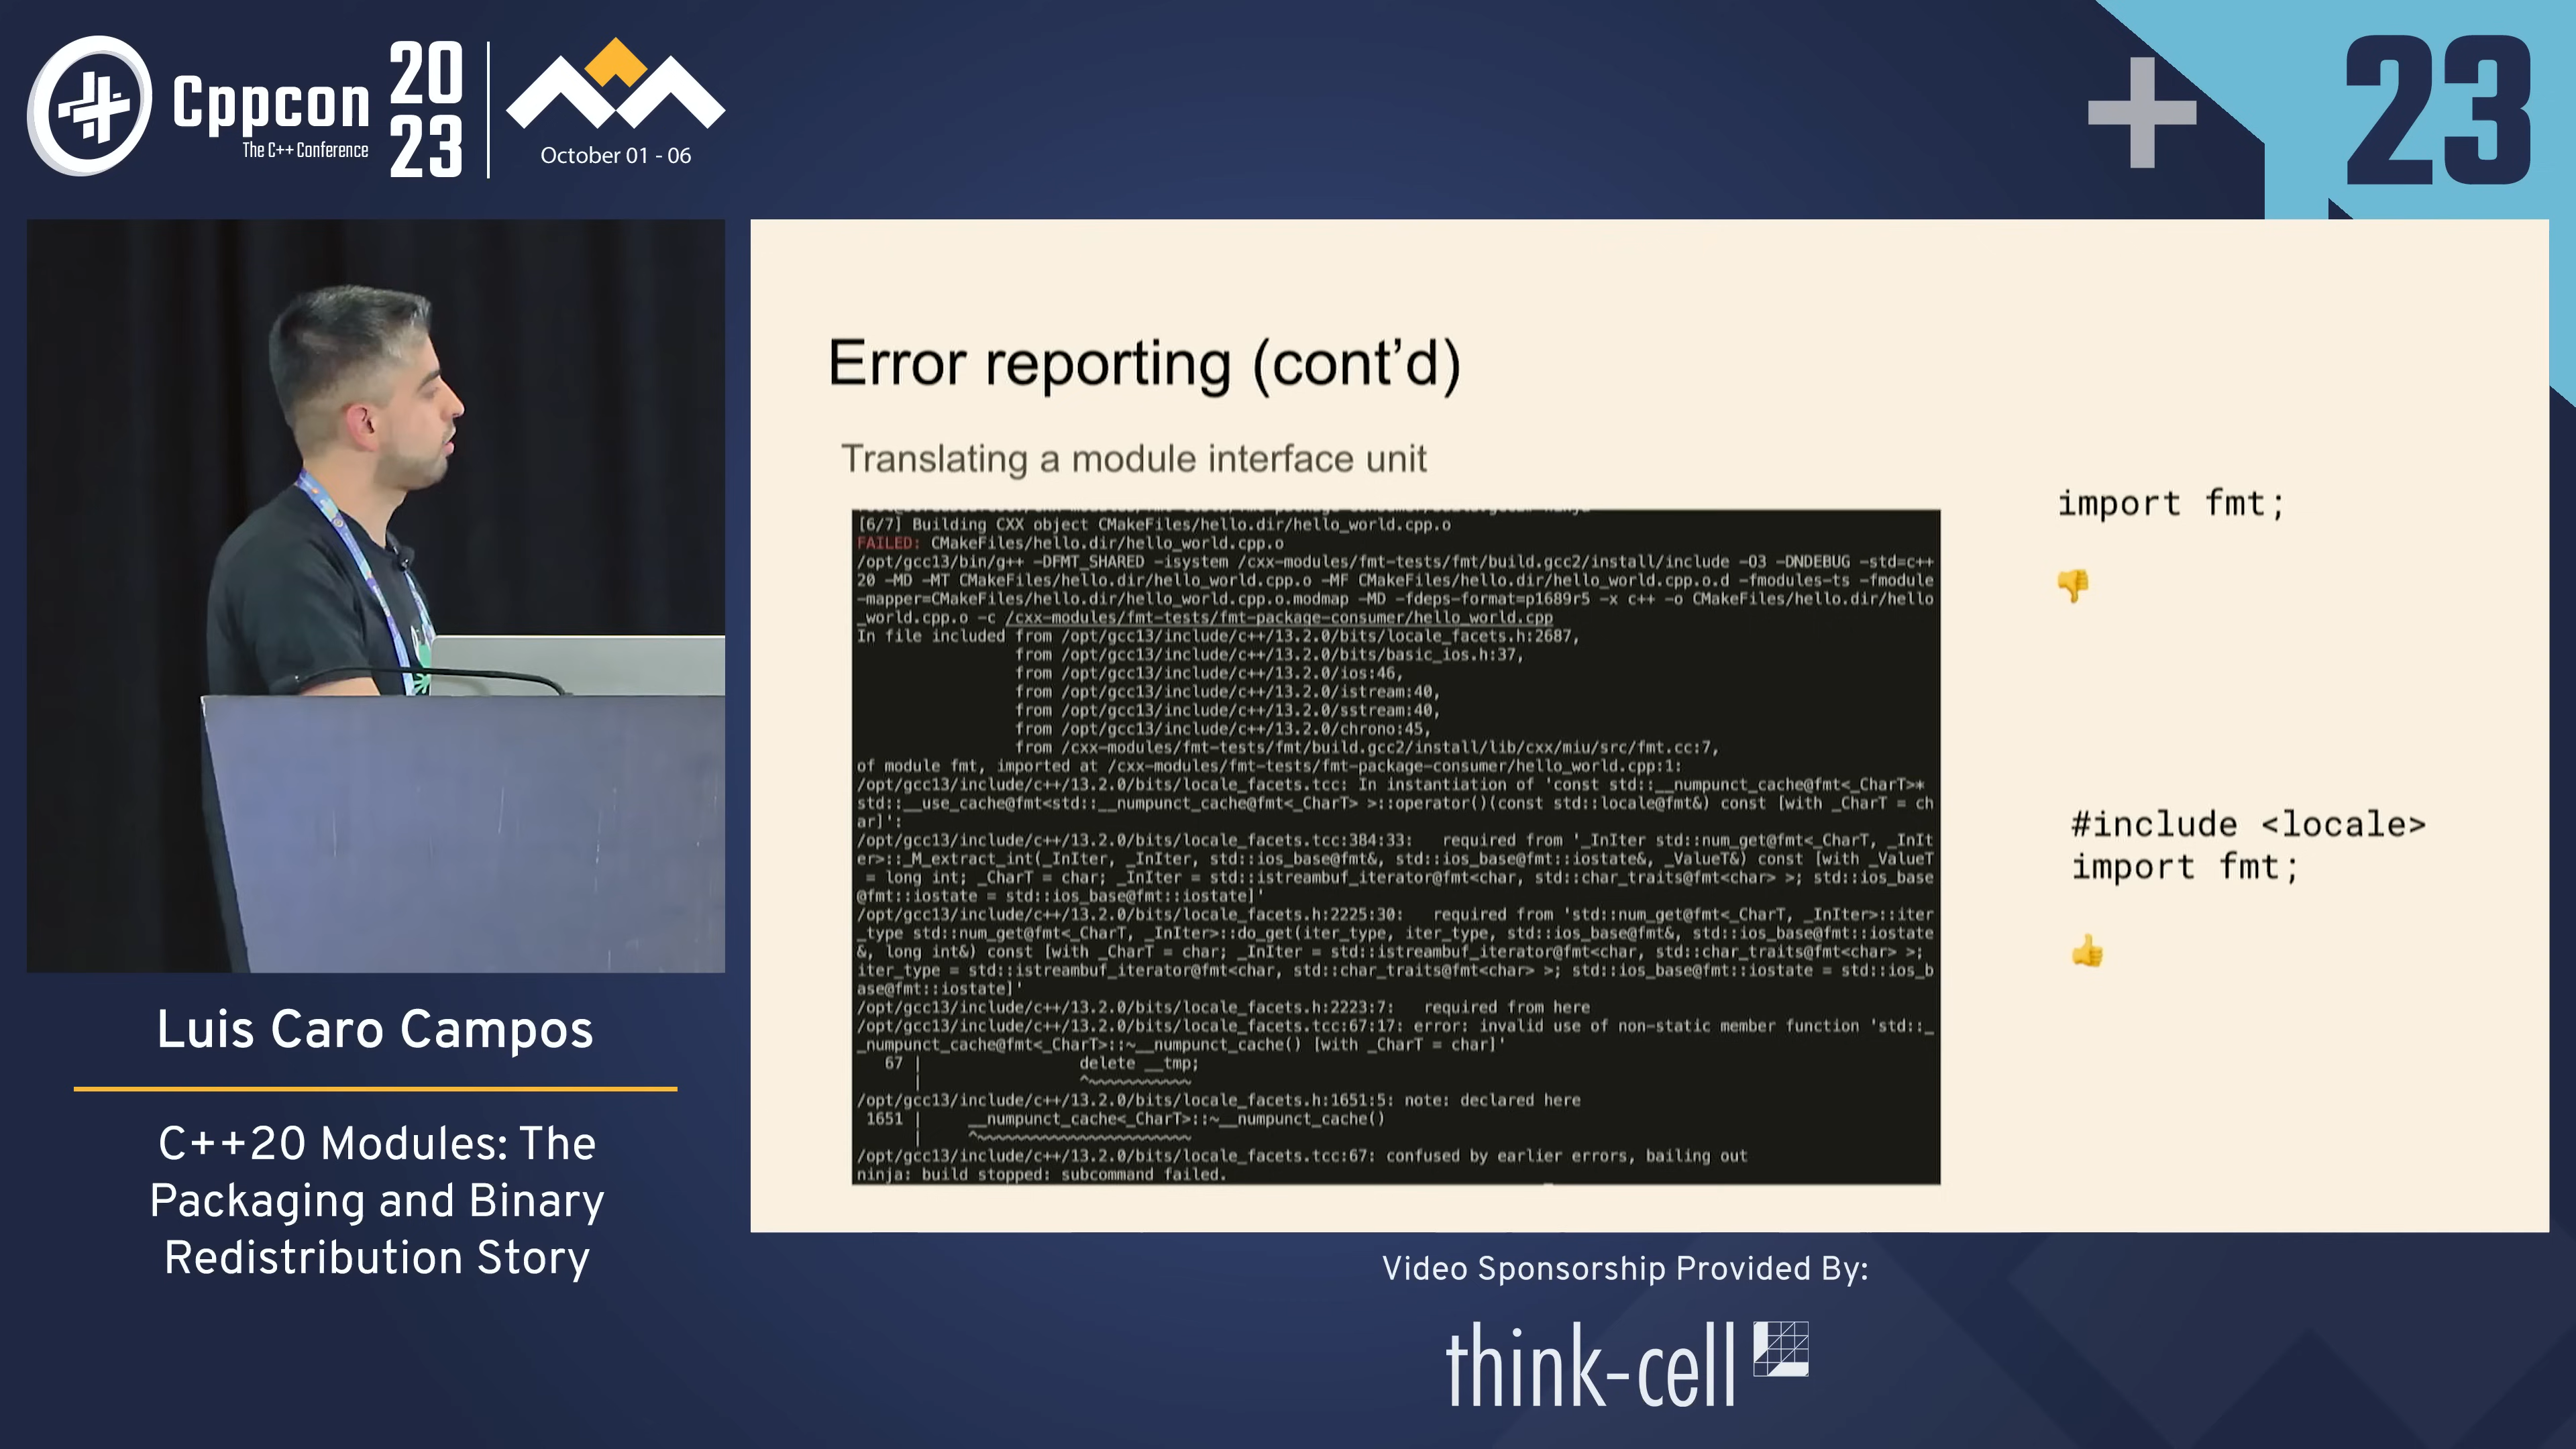 Cppcon
The C++ Conference
20
23
October 01 - 06
+ 23
Error reporting (cont’d)
Translating a module interface unit
[6/7] Building CXX object CMakeFiles/hello.dir/hello_world.cpp.o
FAILED: CMakeFiles/hello.dir/hello_world.cpp.o
/opt/gcc13/bin/g++ -DFMT_SHARED -isystem /cxx-modules/fmt-tests/fmt/build.gcc2/install/include -O3 -DNDEBUG -std=c++
20 -MD -MT CMakeFiles/hello.dir/hello_world.cpp.o -MF CMakeFiles/hello.dir/hello_world.cpp.o.d -fmodules-ts -fmodule
-mapper=CMakeFiles/hello.dir/hello_world.cpp.o.modmap -MD -fdeps-format=p1689r5 -x c++ -o CMakeFiles/hello.dir/hello
_world.cpp.o -c /cxx-modules/fmt-tests/fmt-package-consumer/hello_world.cpp
In file included from /opt/gcc13/include/c++/13.2.0/bits/locale_facets.h:2687,
from /opt/gcc13/include/c++/13.2.0/bits/basic_ios.h:37,
from /opt/gcc13/include/c++/13.2.0/ios:46,
from /opt/gcc13/include/c++/13.2.0/istream:40,
from /opt/gcc13/include/c++/13.2.0/sstream:40,
from /opt/gcc13/include/c++/13.2.0/chrono:45,
from /cxx-modules/fmt-tests/fmt/build.gcc2/install/lib/cxx/miu/src/fmt.cc:7,
of module fmt, imported at /cxx-modules/fmt-tests/fmt-package-consumer/hello_world.cpp:1:
/opt/gcc13/include/c++/13.2.0/bits/locale_facets.tcc: In instantiation of 'const std::__numpunct_cache@fmt<_CharT>*
std::__use_cache@fmt<std::__numpunct_cache@fmt<_CharT> >::operator()(const std::locale@fmt&) const [with _CharT = ch
ar]':
/opt/gcc13/include/c++/13.2.0/bits/locale_facets.tcc:384:33:   required from '_InIter std::num_get@fmt<_CharT, _InIt
er>::_M_extract_int(_InIter, _InIter, std::ios_base@fmt&, std::ios_base@fmt::iostate&, _ValueT&) const [with _ValueT
= long int; _CharT = char; _InIter = std::istreambuf_iterator@fmt<char, std::char_traits@fmt<char> >; std::ios_base
@fmt::iostate = std::ios_base@fmt::iostate]'
/opt/gcc13/include/c++/13.2.0/bits/locale_facets.h:2225:30:   required from 'std::num_get@fmt<_CharT, _InIter>::iter
_type std::num_get@fmt<_CharT, _InIter>::do_get(iter_type, iter_type, std::ios_base@fmt&, std::ios_base@fmt::iostate
&, long int&) const [with _CharT = char; _InIter = std::istreambuf_iterator@fmt<char, std::char_traits@fmt<char> >;
iter_type = std::istreambuf_iterator@fmt<char, std::char_traits@fmt<char> >; std::ios_base@fmt::iostate = std::ios_b
ase@fmt::iostate]'
/opt/gcc13/include/c++/13.2.0/bits/locale_facets.h:2223:7:   required from here
/opt/gcc13/include/c++/13.2.0/bits/locale_facets.tcc:67:17: error: invalid use of non-static member function 'std::_
_numpunct_cache@fmt<_CharT>::~__numpunct_cache() [with _CharT = char]'
67 | delete __tmp;
| ^~~~~~~~~~~~
/opt/gcc13/include/c++/13.2.0/bits/locale_facets.h:1651:5: note: declared here
1651 | __numpunct_cache<_CharT>::~__numpunct_cache()
| ^~~~~~~~~~~~~~~~~~~~~~~~
/opt/gcc13/include/c++/13.2.0/bits/locale_facets.tcc:67: confused by earlier errors, bailing out
ninja: build stopped: subcommand failed.
import fmt;
👎
#include <locale>
import fmt;
👍
Luis Caro Campos
C++20 Modules: The
Packaging and Binary
Redistribution Story
Video Sponsorship Provided By:
think-cell